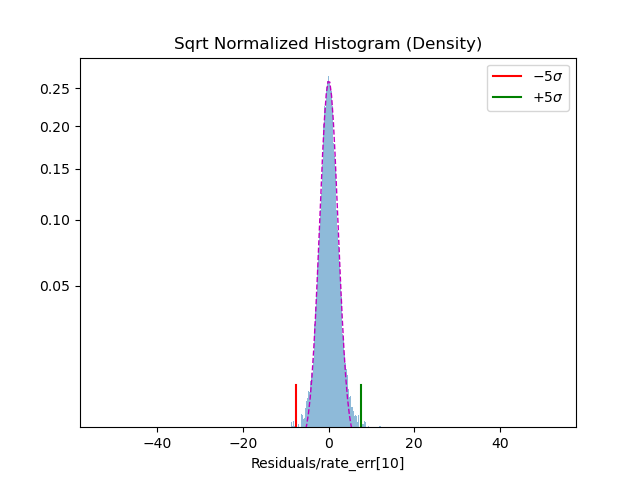 Sqrt Normalized Histogram (Density)
−5σ
+5σ
0.25
0.20
0.15
0.10
0.05
−40
−20
0
20
40
Residuals/rate_err[10]